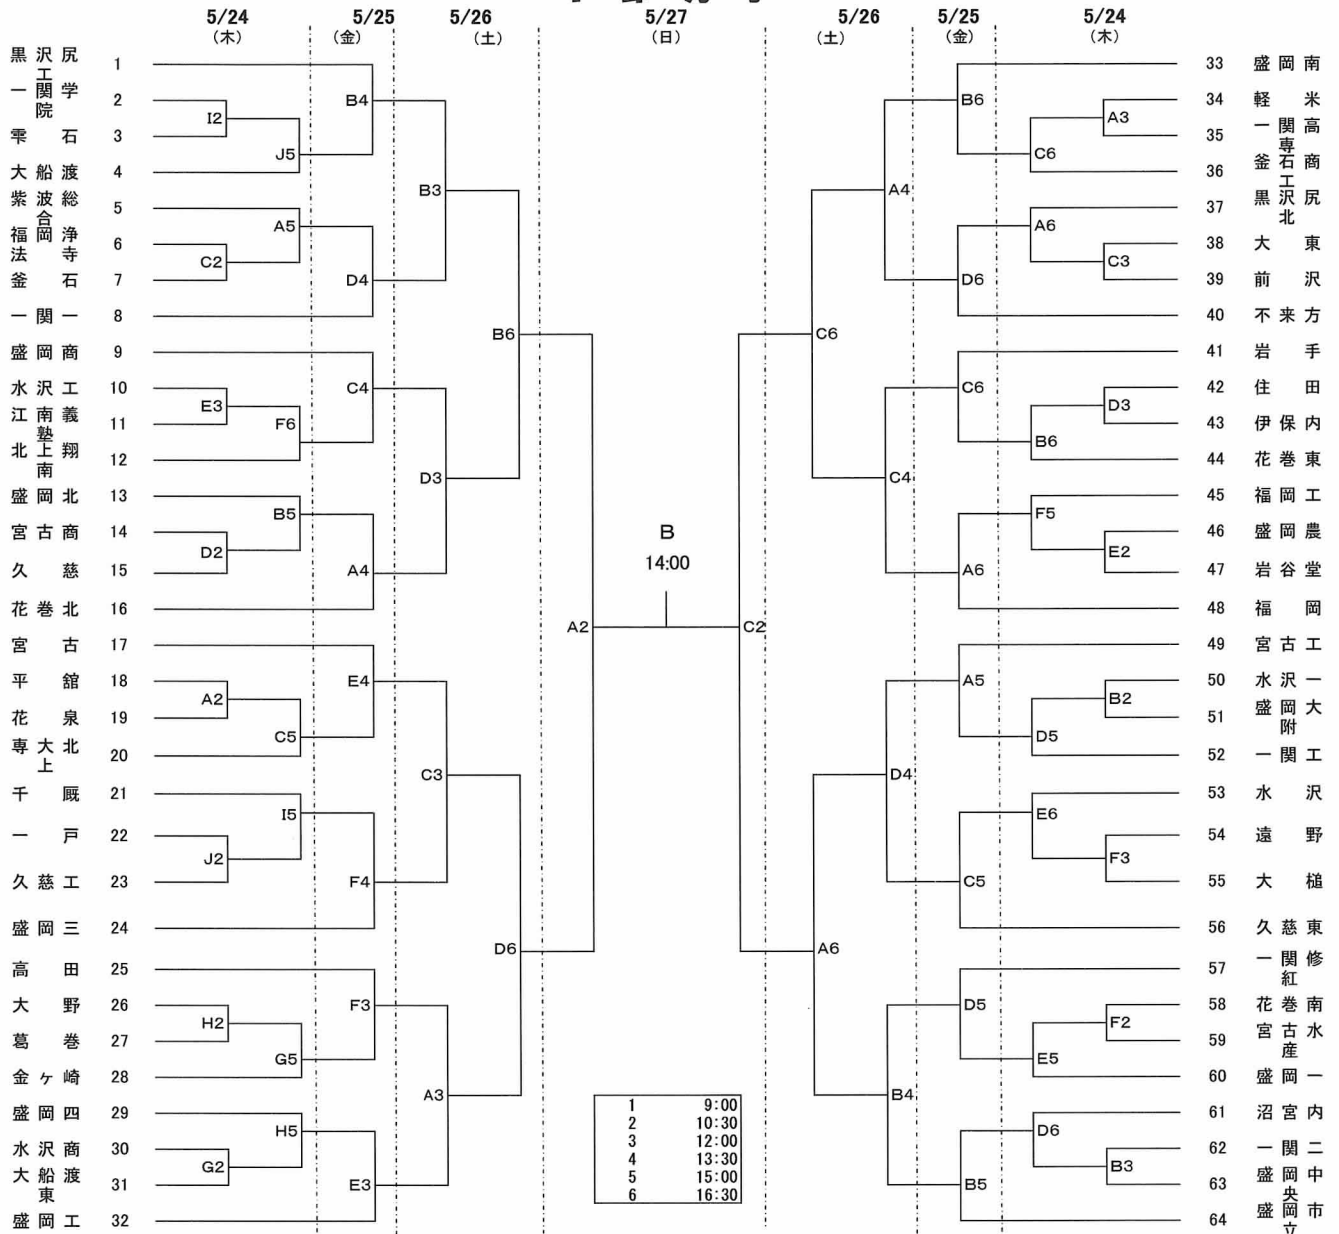 5/24 5/25 5/26 5/27 5/26 5/25 5/24
(木) (金) (土) (日) (土) (金) (木)
黒沢尻工 1
一関学院 2
雫石 3
大船渡 4
紫波総合 5
福岡浄法寺 6
釜石 7
一関一 8
盛岡商 9
水沢工 10
江南義塾 11
北上翔南 12
盛岡北 13
宮古商 14
久慈 15
花巻北 16
宮古 17
平舘 18
花泉 19
専大北上 20
千厩 21
一戸 22
久慈工 23
盛岡三 24
高田 25
大野 26
葛巻 27
金ヶ崎 28
盛岡四 29
水沢商 30
大船渡東 31
盛岡工 32
I2
C2
E3
D2
A2
J2
H2
G2
J5
A5
F6
B5
C5
I5
G5
H5
B4
D4
C4
A4
E4
F4
F3
E3
B3
D3
C3
A3
B6
D6
A2
B
14:00
C2
C6
A6
A4
C4
D4
B4
B6
D6
C6
A6
A5
C5
D5
B5
C6
A6
B6
F5
D5
E6
E5
D6
A3
C3
D3
E2
B2
F3
F2
B3
33 盛岡南
34 軽米
35 一関高専
36 釜石商工
37 黒沢尻北
38 大東
39 前沢
40 不来方
41 岩手
42 住田
43 伊保内
44 花巻東
45 福岡工
46 盛岡農
47 岩谷堂
48 福岡
49 宮古工
50 水沢一
51 盛岡大附
52 一関工
53 水沢
54 遠野
55 大槌
56 久慈東
57 一関修紅
58 花巻南
59 宮古水産
60 盛岡一
61 沼宮内
62 一関二
63 盛岡中央
64 盛岡市立
1 9:00
2 10:30
3 12:00
4 13:30
5 15:00
6 16:30